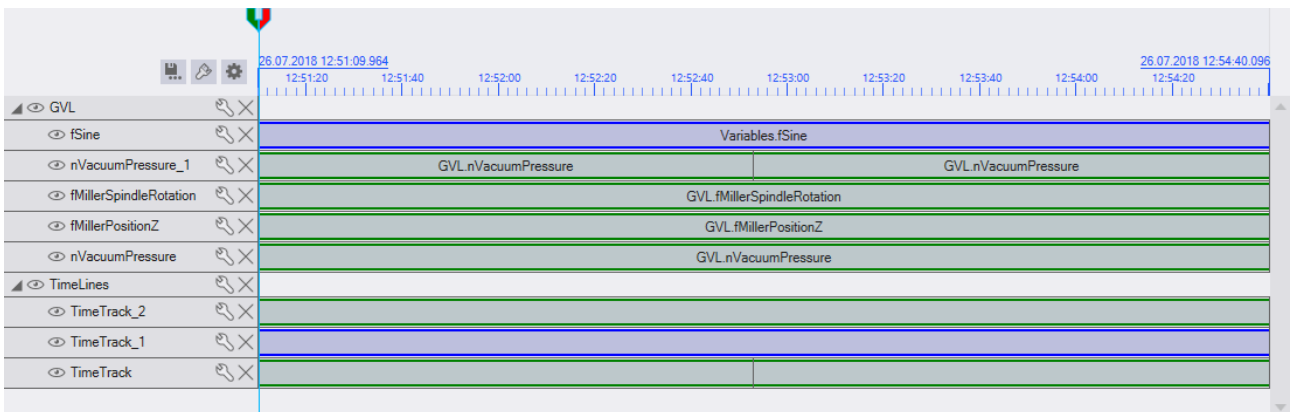 26.07.2018 12:51:09.964 26.07.2018 12:54:40.096
12:51:20 12:51:40 12:52:00 12:52:20 12:52:40 12:53:00 12:53:20 12:53:40 12:54:00 12:54:20
GVL
fSine Variables.fSine
nVacuumPressure_1 GVL.nVacuumPressure GVL.nVacuumPressure
fMillerSpindleRotation GVL.fMillerSpindleRotation
fMillerPositionZ GVL.fMillerPositionZ
nVacuumPressure GVL.nVacuumPressure
TimeLines
TimeTrack_2
TimeTrack_1
TimeTrack